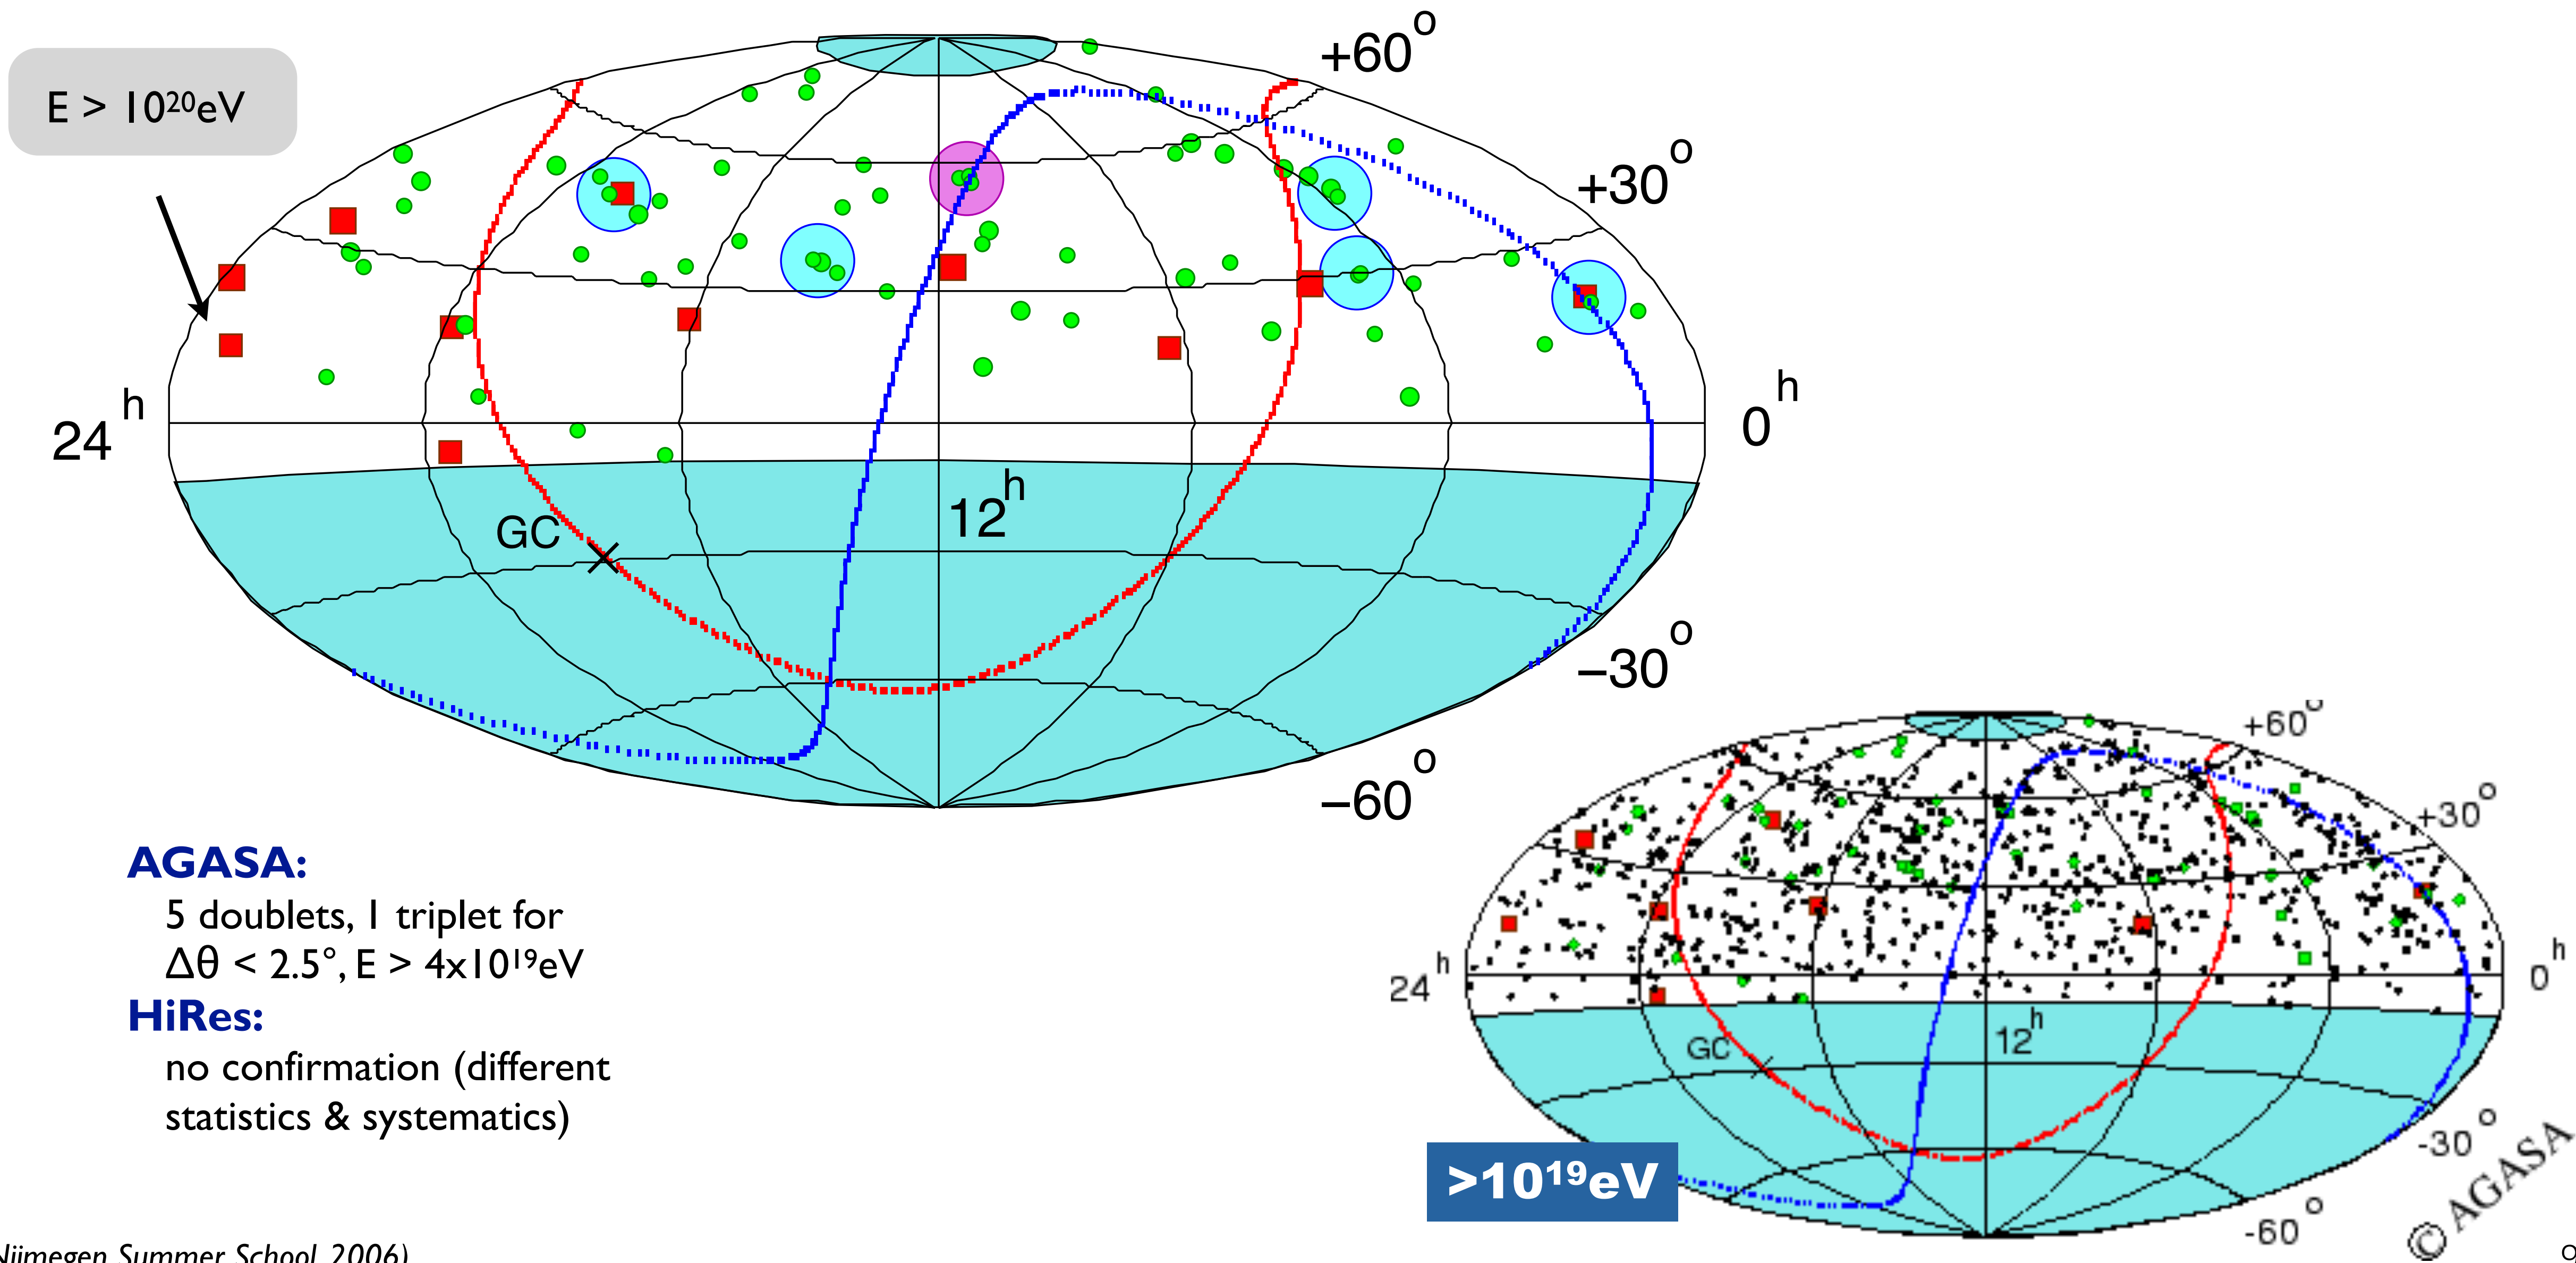 E > 10²⁰eV
+60°
+30°
24ʰ
0ʰ
12ʰ
GC
–30°
–60°
AGASA:
5 doublets, 1 triplet for
Δθ < 2.5°, E > 4x10¹⁹eV
HiRes:
no confirmation (different
statistics & systematics)
+60°
+30°
24ʰ
0ʰ
12ʰ
GC
-30°
-60°
>10¹⁹eV
© AGASA
Nijmegen Summer School, 2006)